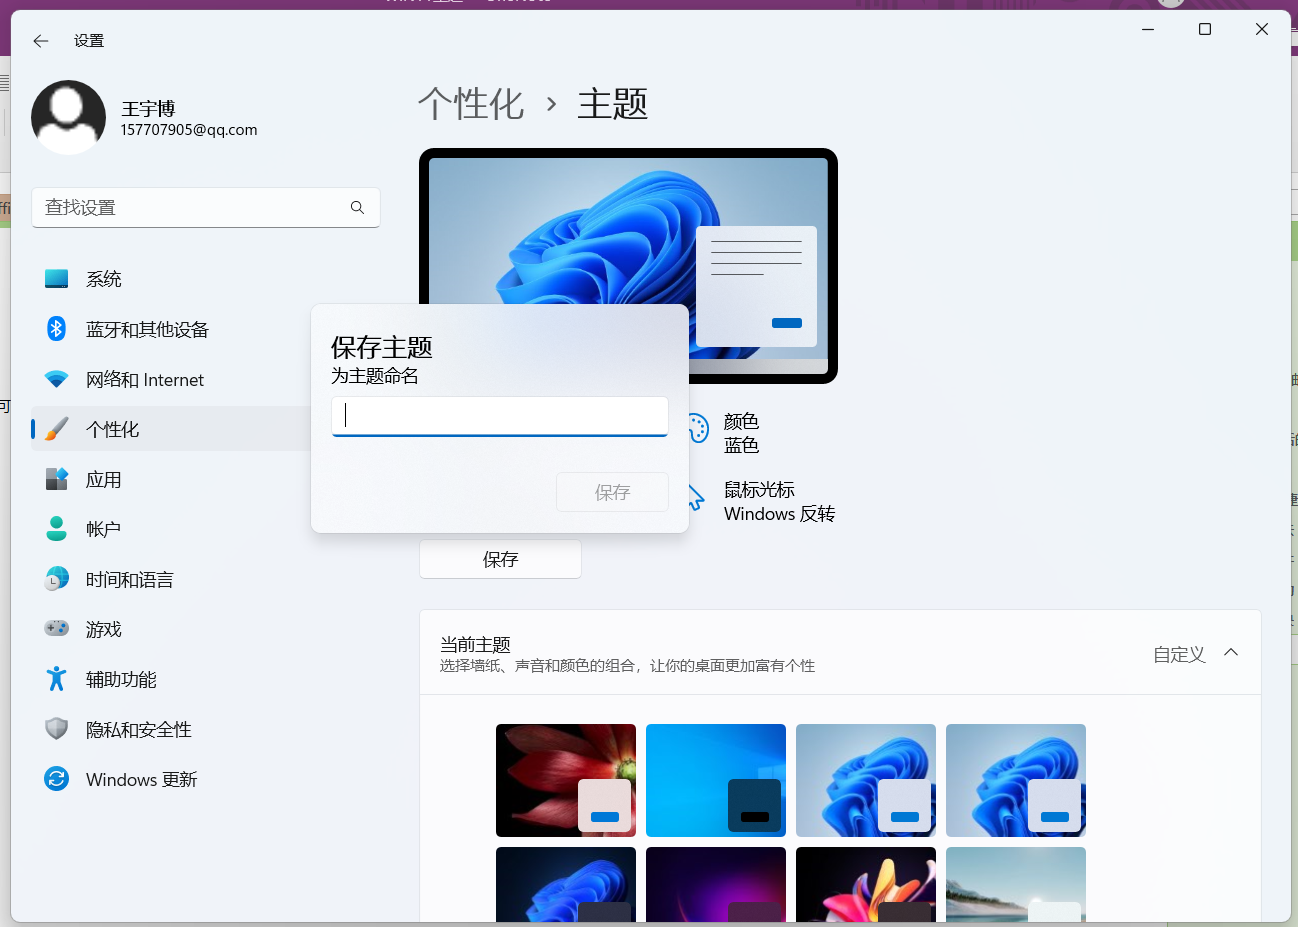 设置
王宇博
157707905@qq.com
查找设置
系统
蓝牙和其他设备
网络和 Internet
个性化
应用
帐户
时间和语言
游戏
辅助功能
隐私和安全性
Windows 更新
个性化 › 主题
保存主题
为主题命名
保存
颜色
蓝色
鼠标光标
Windows 反转
保存
当前主题
选择墙纸、声音和颜色的组合，让你的桌面更加富有个性
自定义